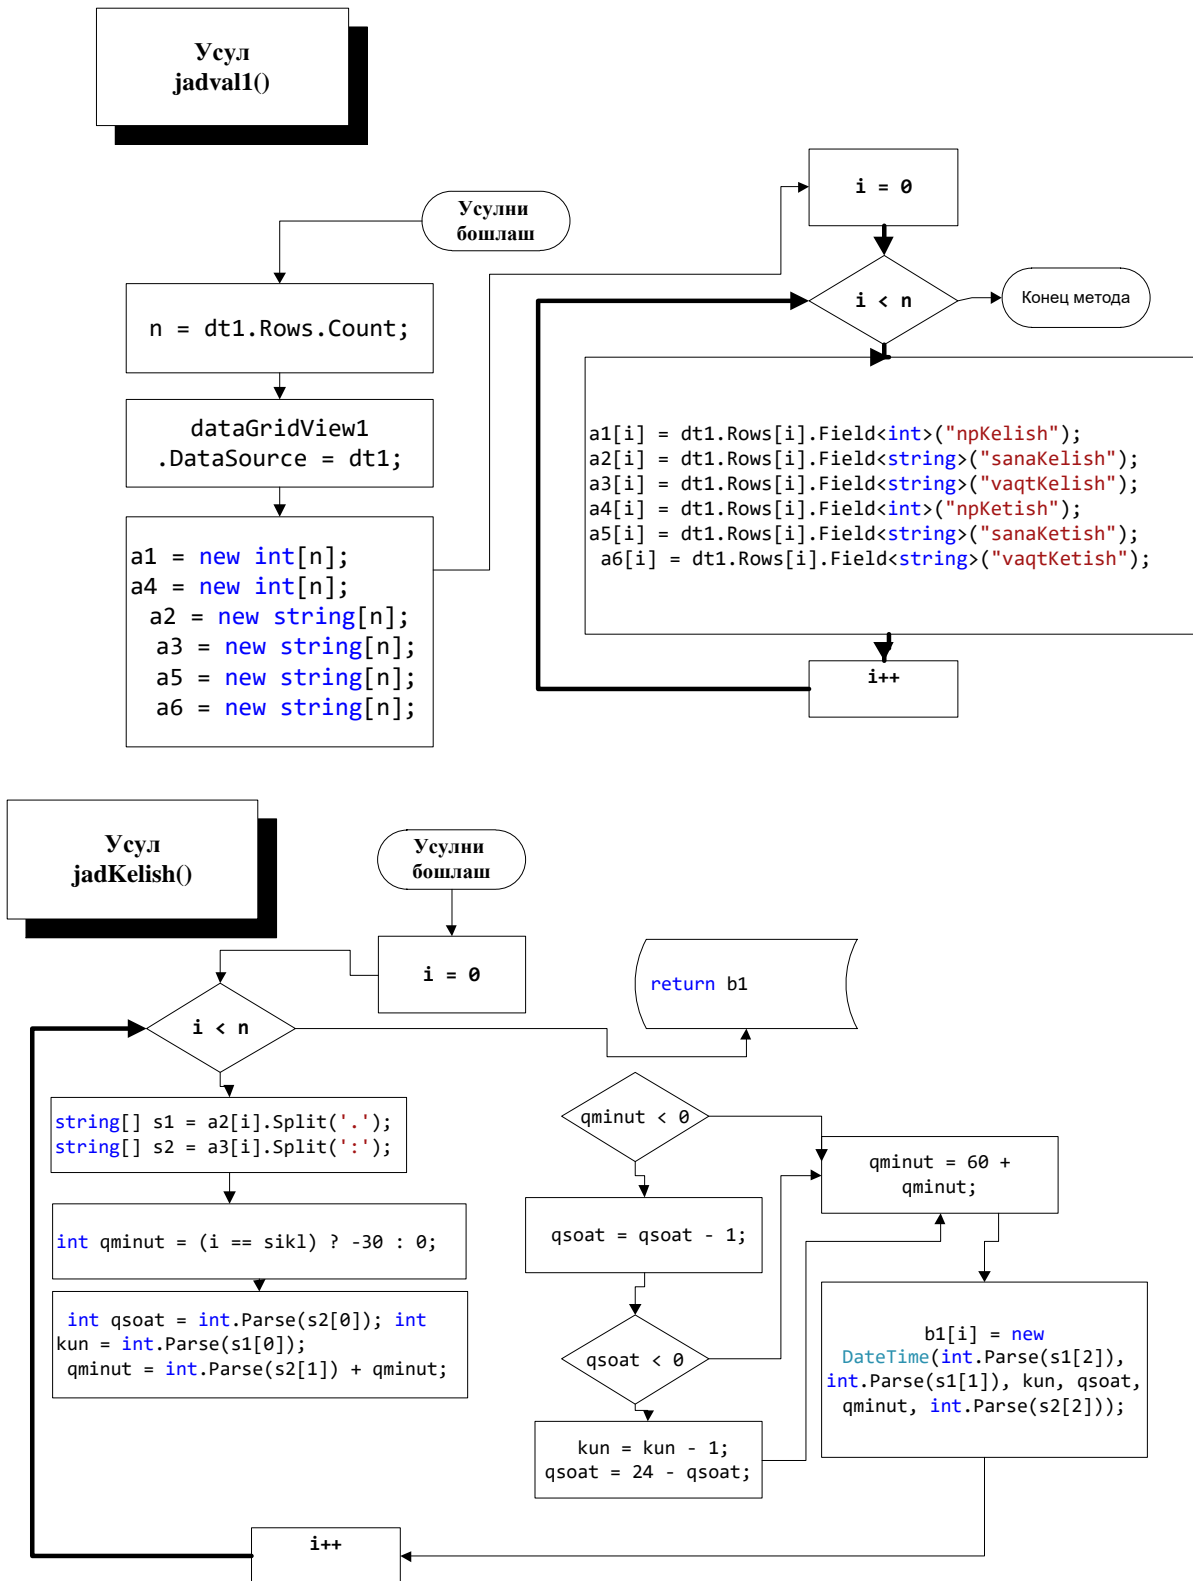 Усул
jadval1()
Усулни
бошлаш
n = dt1.Rows.Count;
dataGridView1
.DataSource = dt1;
a1 = new int[n];
a4 = new int[n];
a2 = new string[n];
a3 = new string[n];
a5 = new string[n];
a6 = new string[n];
i = 0
i < n
Конец метода
a1[i] = dt1.Rows[i].Field<int>("npKelish");
a2[i] = dt1.Rows[i].Field<string>("sanaKelish");
a3[i] = dt1.Rows[i].Field<string>("vaqtKelish");
a4[i] = dt1.Rows[i].Field<int>("npKetish");
a5[i] = dt1.Rows[i].Field<string>("sanaKetish");
a6[i] = dt1.Rows[i].Field<string>("vaqtKetish");
i++
Усул
jadKelish()
Усулни
бошлаш
i = 0
i < n
return b1
string[] s1 = a2[i].Split('.');
string[] s2 = a3[i].Split(':');
int qminut = (i == sikl) ? -30 : 0;
int qsoat = int.Parse(s2[0]); int
kun = int.Parse(s1[0]);
qminut = int.Parse(s2[1]) + qminut;
qminut < 0
qsoat = qsoat - 1;
qsoat < 0
kun = kun - 1;
qsoat = 24 - qsoat;
qminut = 60 +
qminut;
b1[i] = new
DateTime(int.Parse(s1[2]),
int.Parse(s1[1]), kun, qsoat,
qminut, int.Parse(s2[2]));
i++